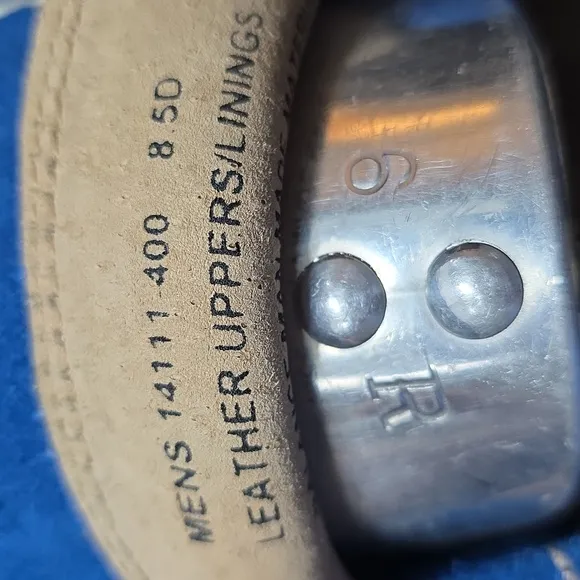 MENS 14111 400 8.5D
LEATHER UPPERS/LININGS
6
R